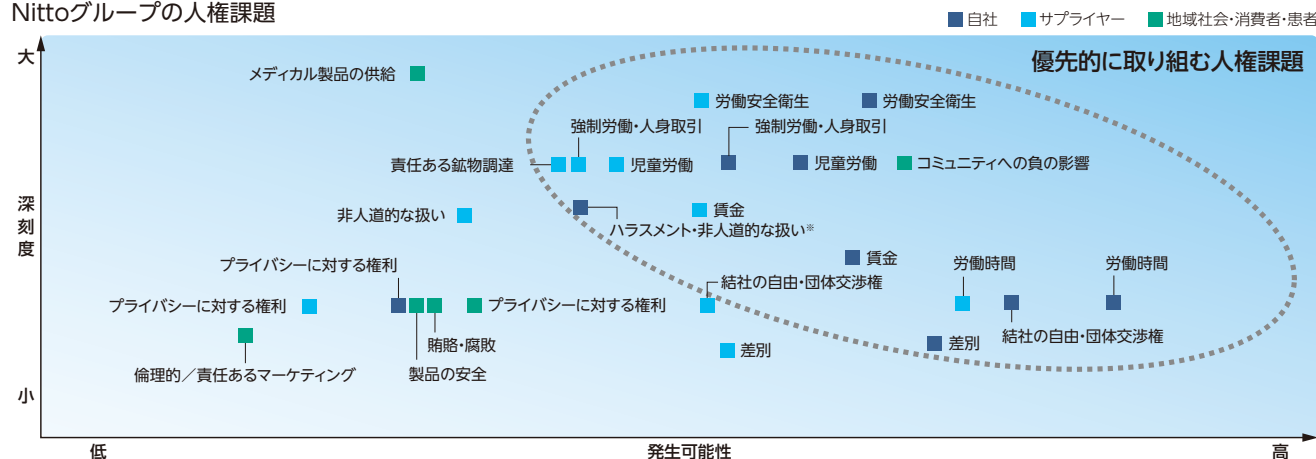 Nittoグループの人権課題
自社 サプライヤー 地域社会・消費者・患者
大
優先的に取り組む人権課題
メディカル製品の供給
労働安全衛生 労働安全衛生
強制労働・人身取引 強制労働・人身取引
責任ある鉱物調達 児童労働 児童労働 コミュニティへの負の影響
深刻度
非人道的な扱い 賃金
ハラスメント・非人道的な扱い※
賃金
プライバシーに対する権利 労働時間 労働時間
結社の自由・団体交渉権
プライバシーに対する権利 プライバシーに対する権利
結社の自由・団体交渉権
賄賂・腐敗 差別 差別
倫理的／責任あるマーケティング 製品の安全
小
低 発生可能性 高